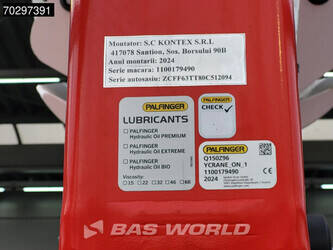 70297391
Montator: S.C KONTEX S.R.L
417078 Santion, Sos. Borsului 90B
Anul montarii: 2024
Serie macara: 1100179490
Serie autosasiu: ZCFF63TT80C512094
PALFINGER
LUBRICANTS
PALFINGER
Hydraulic Oil PREMIUM
PALFINGER
Hydraulic Oil EXTREME
PALFINGER
Hydraulic Oil BIO
Viscosity: 15 22 32 46 68
PALFINGER
CHECK
PALFINGER
Q150Z96
YCRANE_ON_1
1100179490
2024
BAS WORLD